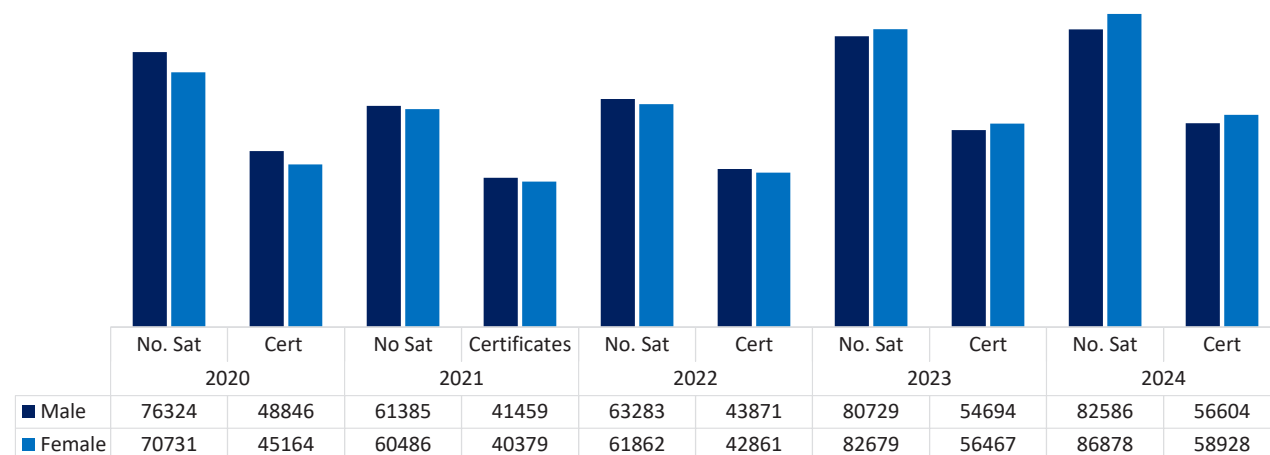 No. Sat Cert No Sat Certificates No. Sat Cert No. Sat Cert No. Sat Cert
2020 2021 2022 2023 2024
Male 76324 48846 61385 41459 63283 43871 80729 54694 82586 56604
Female 70731 45164 60486 40379 61862 42861 82679 56467 86878 58928